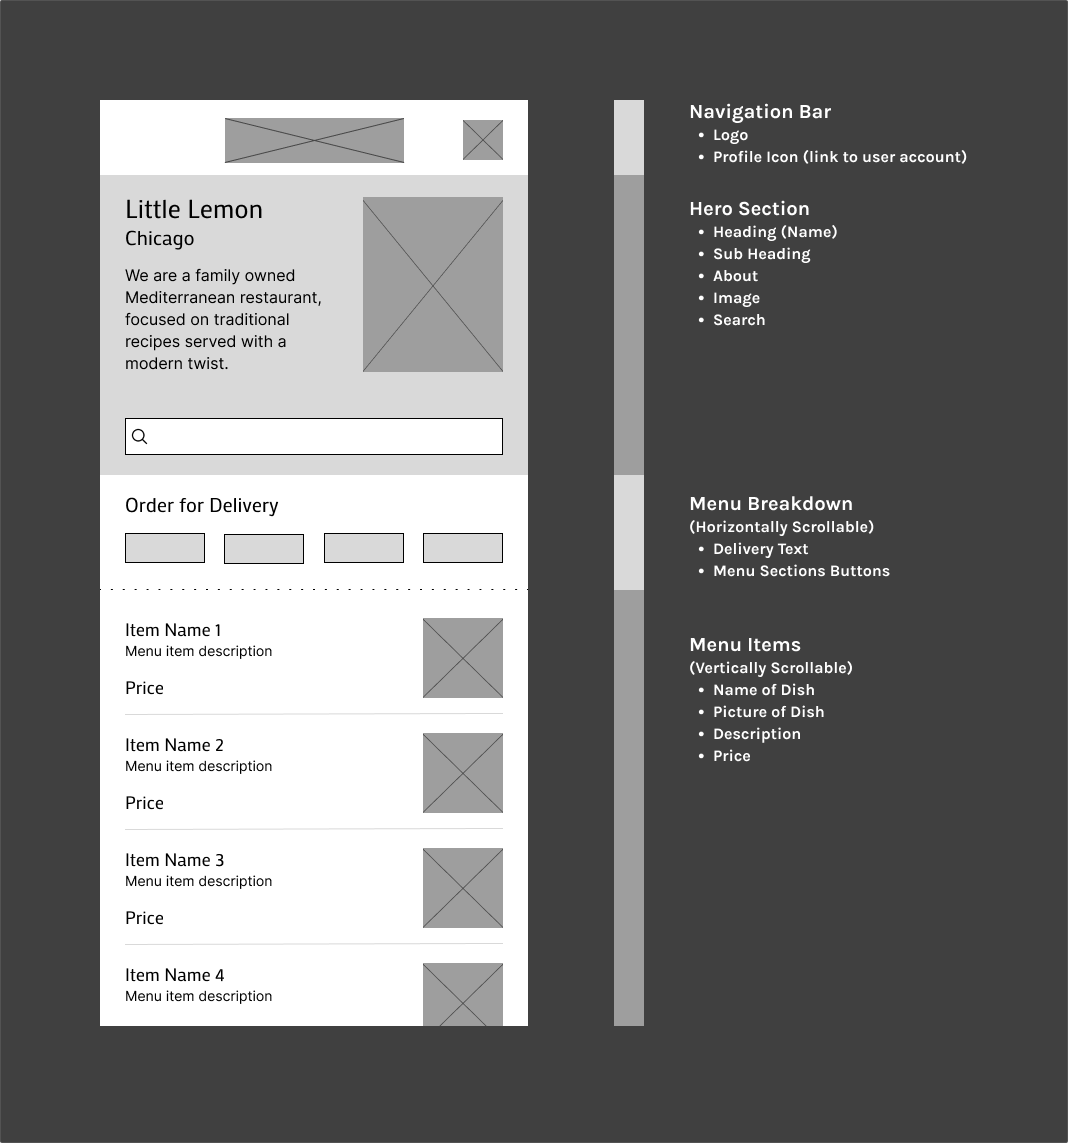 Little Lemon
Chicago
We are a family owned
Mediterranean restaurant,
focused on traditional
recipes served with a
modern twist.
Order for Delivery
Item Name 1
Menu item description
Price
Item Name 2
Menu item description
Price
Item Name 3
Menu item description
Price
Item Name 4
Menu item description
Navigation Bar
• Logo
• Profile Icon (link to user account)
Hero Section
• Heading (Name)
• Sub Heading
• About
• Image
• Search
Menu Breakdown
(Horizontally Scrollable)
• Delivery Text
• Menu Sections Buttons
Menu Items
(Vertically Scrollable)
• Name of Dish
• Picture of Dish
• Description
• Price